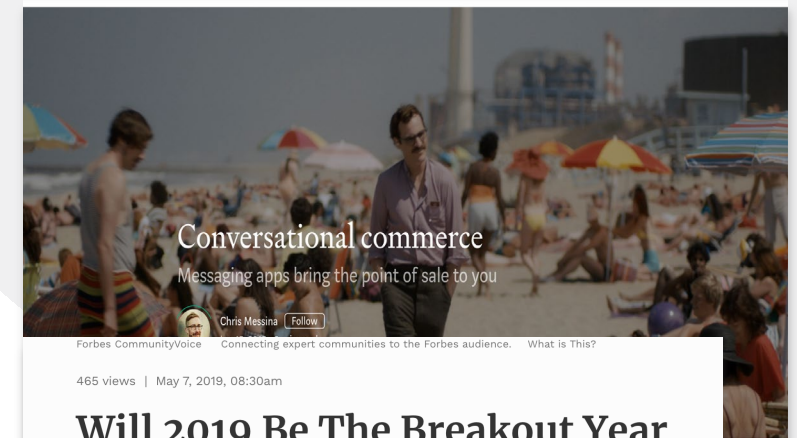 Conversational commerce
Messaging apps bring the point of sale to you
Chris Messina Follow
Forbes CommunityVoice Connecting expert communities to the Forbes audience. What is This?
465 views | May 7, 2019, 08:30am
Will 2019 Be The Breakout Year